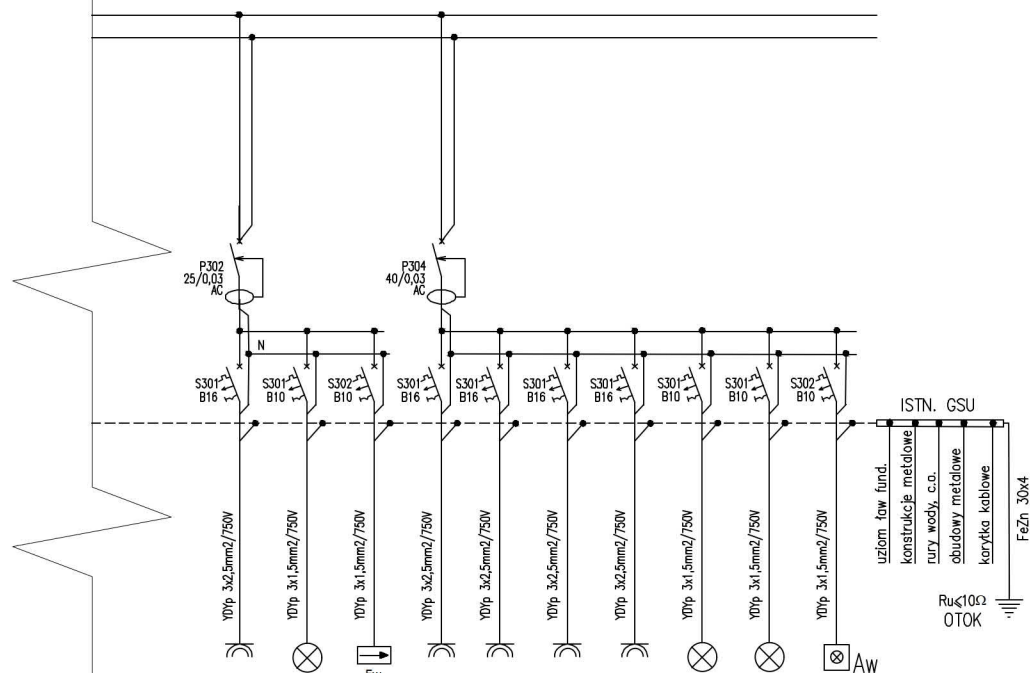 P302
25/0,03
AC
P304
40/0,03
AC
N
S301
B16
S301
B10
S302
B10
S301
B16
S301
B16
S301
B16
S301
B16
S301
B10
S301
B10
S302
B10
ISTN. GSU
YDYp 3x2,5mm2/750V
YDYp 3x1,5mm2/750V
YDYp 3x1,5mm2/750V
YDYp 3x2,5mm2/750V
YDYp 3x2,5mm2/750V
YDYp 3x2,5mm2/750V
YDYp 3x2,5mm2/750V
YDYp 3x1,5mm2/750V
YDYp 3x1,5mm2/750V
YDYp 3x1,5mm2/750V
uziom ław fund.
konstrukcje metalowe
rury wody, c.o.
obudowy metalowe
korytka kablowe
FeZn 30x4
Ru≤10Ω
OTOK
Aw